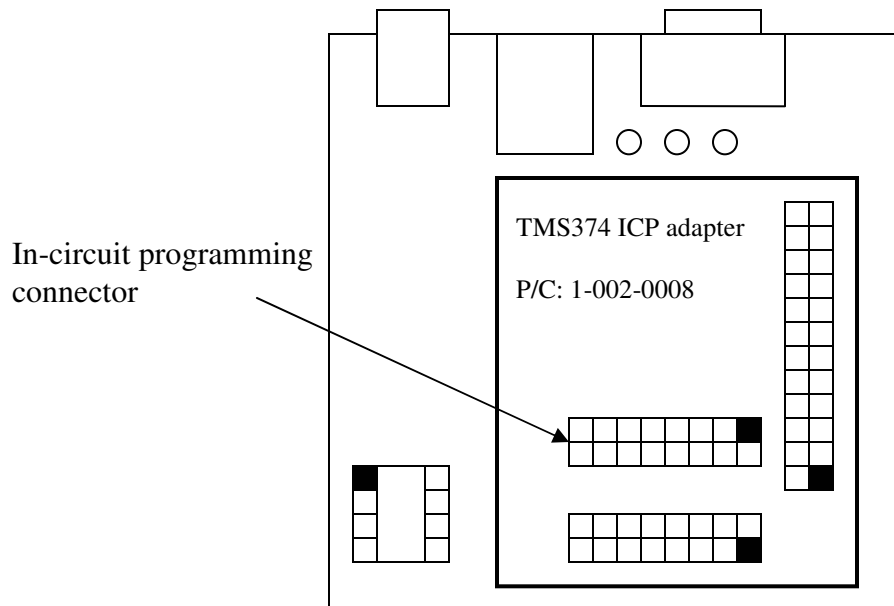 In-circuit programming
connector
TMS374 ICP adapter
P/C: 1-002-0008